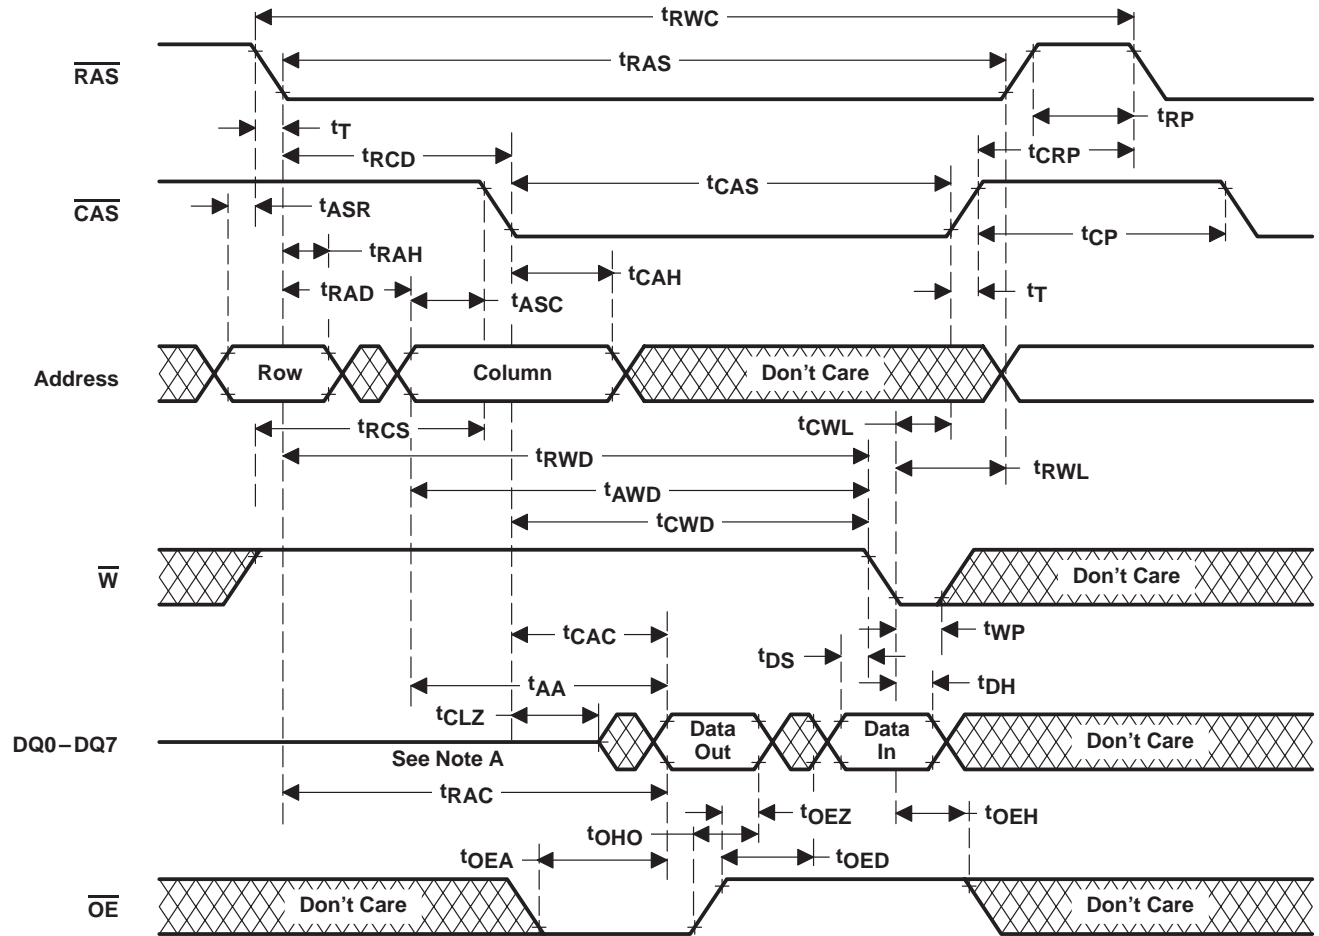 tRWC
RAS
tRAS
tRP
tT
tRCD
tCRP
CAS
tCAS
tASR
tCP
tRAH
tCAH
tRAD
tASC
tT
Address
Row
Column
Don't Care
tRCS
tCWL
tRWD
tRWL
tAWD
tCWD
W
Don't Care
tCAC
tWP
tDS
tAA
tDH
tCLZ
DQ0–DQ7
See Note A
Data
Out
Data
In
Don't Care
tRAC
tOEZ
tOEH
tOHO
tOEA
tOED
OE
Don't Care
Don't Care